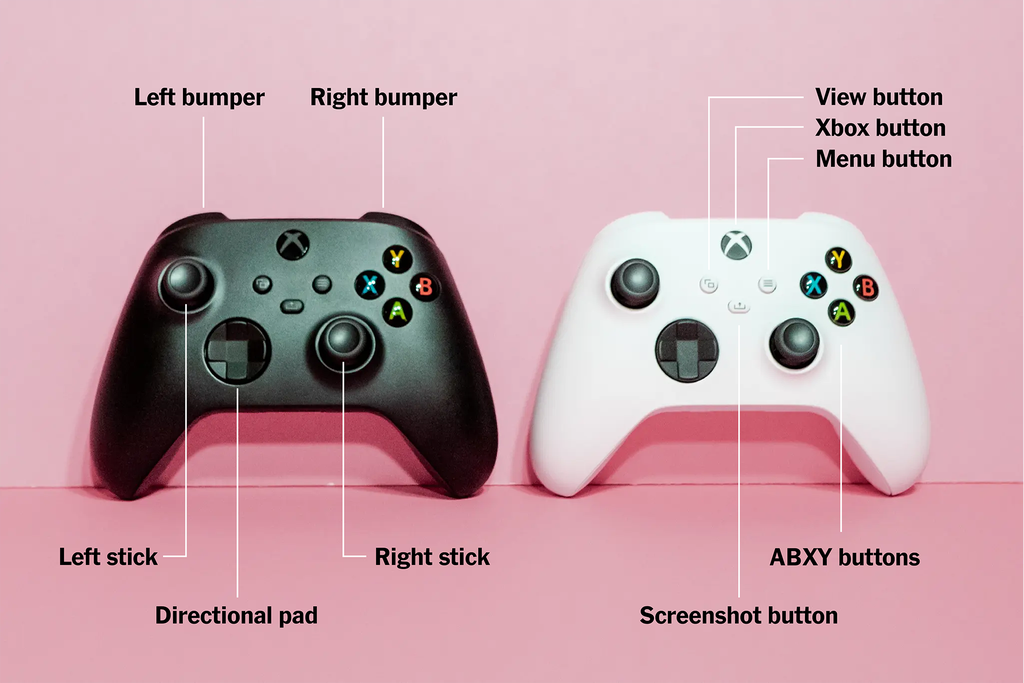 Left bumper
Right bumper
View button
Xbox button
Menu button
Y
X
B
A
Y
X
B
A
Left stick
Right stick
ABXY buttons
Directional pad
Screenshot button